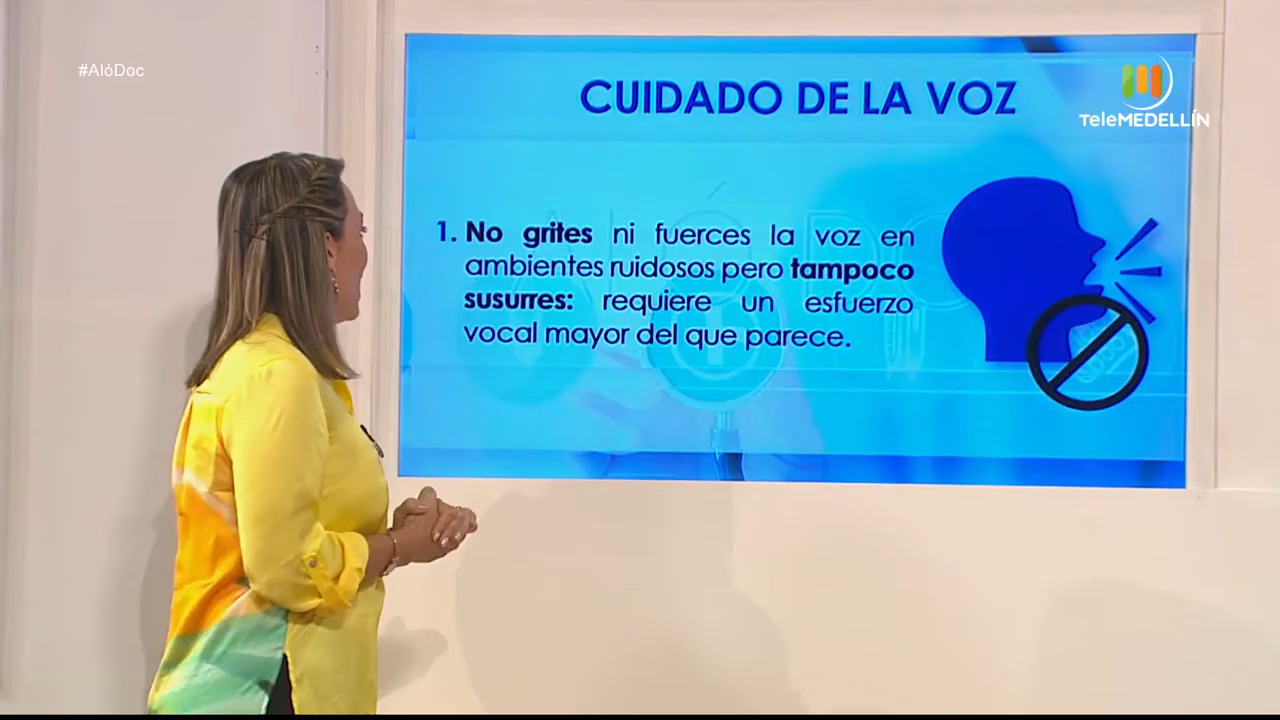 #AlóDoc
CUIDADO DE LA VOZ
TeleMEDELLÍN
1. No grites ni fuerces la voz en
ambientes ruidosos pero tampoco
susurres: requiere un esfuerzo
vocal mayor del que parece.